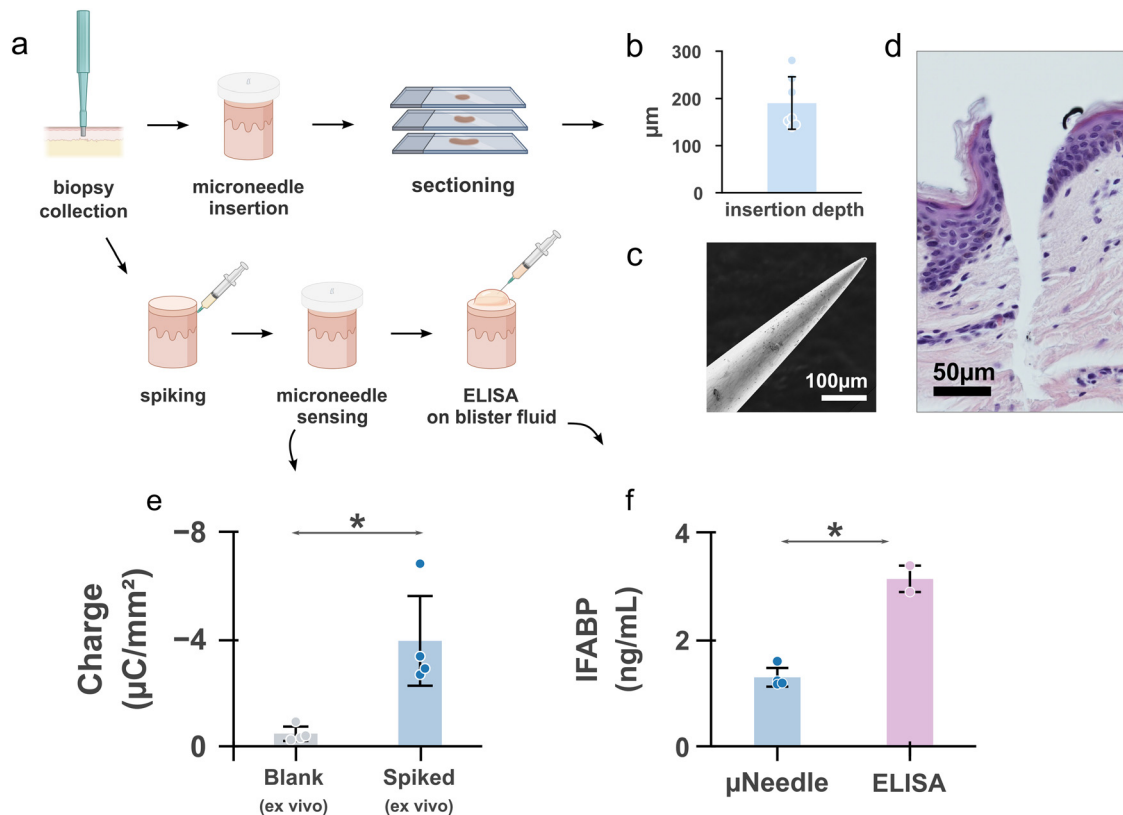 a
biopsy
collection
microneedle
insertion
sectioning
spiking
microneedle
sensing
ELISA
on blister fluid
b
300
200
100
0
µm
insertion depth
c
100µm
d
50µm
e
−8
−4
0
Charge
(µC/mm²)
*
Blank
(ex vivo)
Spiked
(ex vivo)
f
4
2
0
IFABP
(ng/mL)
*
µNeedle
ELISA